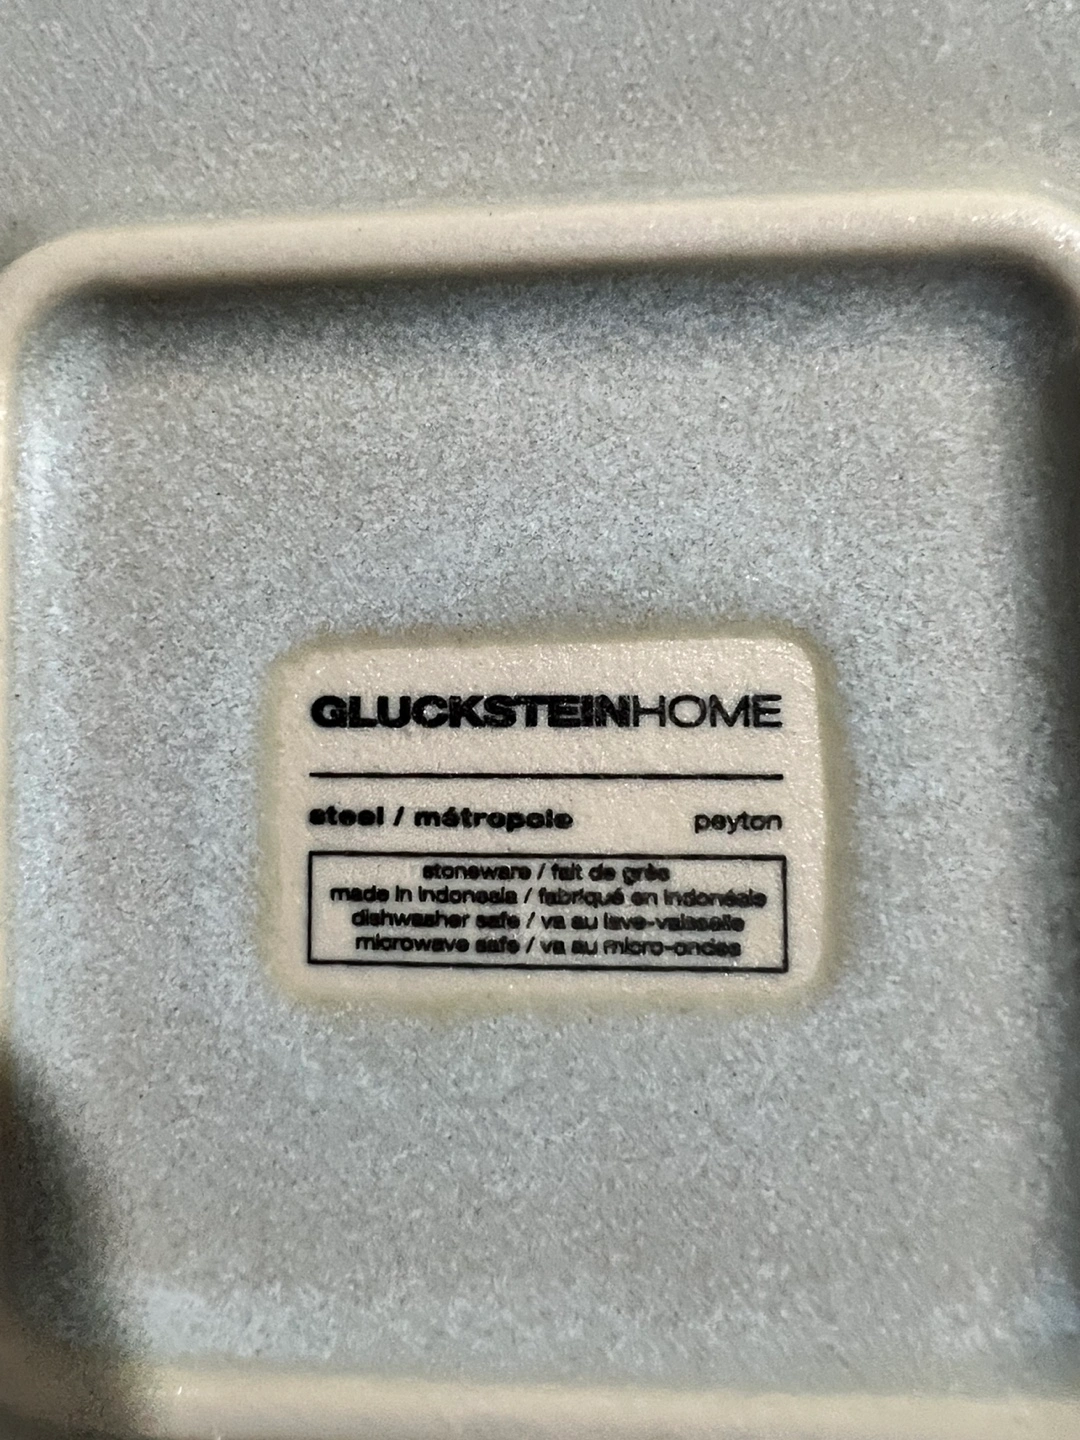 GLUCKSTEINHOME
steel / métropole peyton
stoneware / fait de grès
made in indonesia / fabriqué en indonésie
dishwasher safe / va au lave-vaisselle
microwave safe / va au micro-ondes